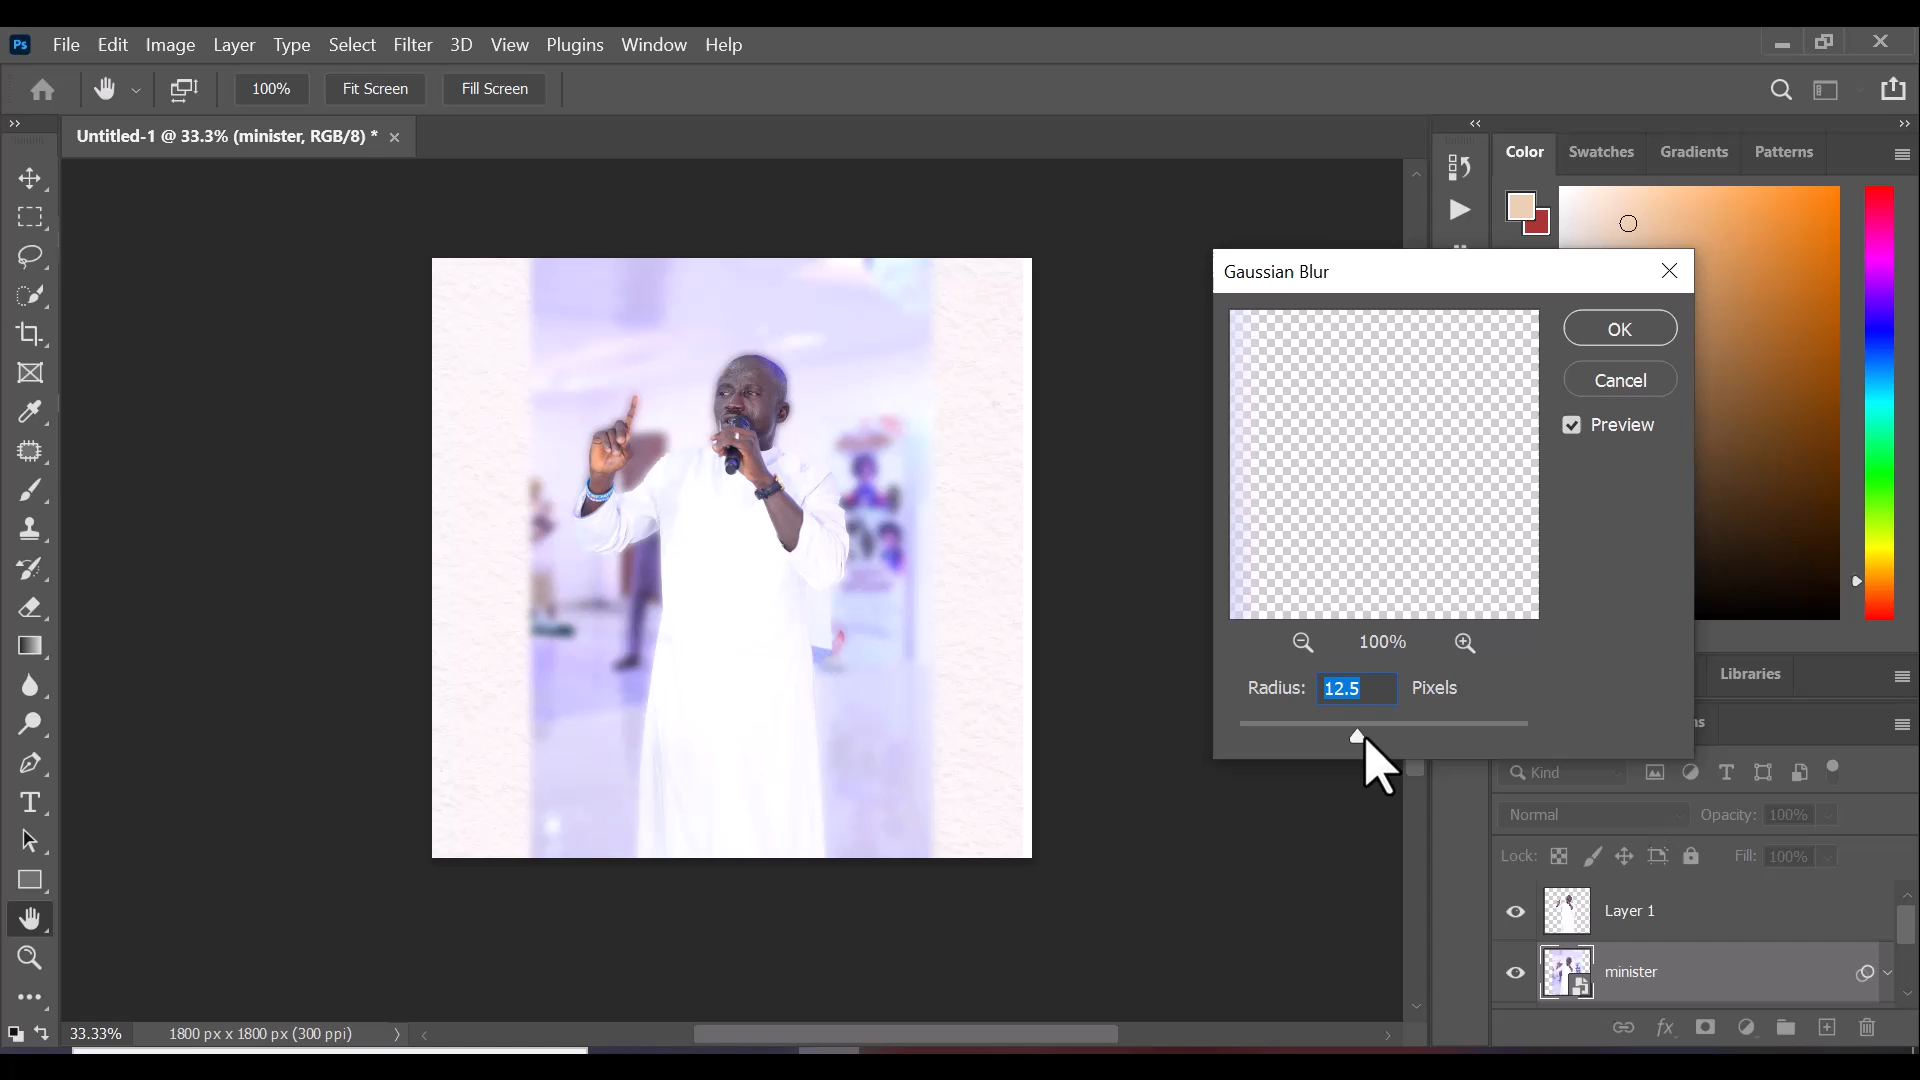 Ps File Edit Image Layer Type Select Filter 3D View Plugins Window Help
100% Fit Screen Fill Screen
Untitled-1 @ 33.3% (minister, RGB/8) *
Color Swatches Gradients Patterns
Gaussian Blur
OK
Cancel
Preview
100%
Radius: 12.5 Pixels
Libraries
ns
Kind
Normal Opacity: 100%
Lock: Fill: 100%
Layer 1
minister
fx
33.33% 1800 px x 1800 px (300 ppi)